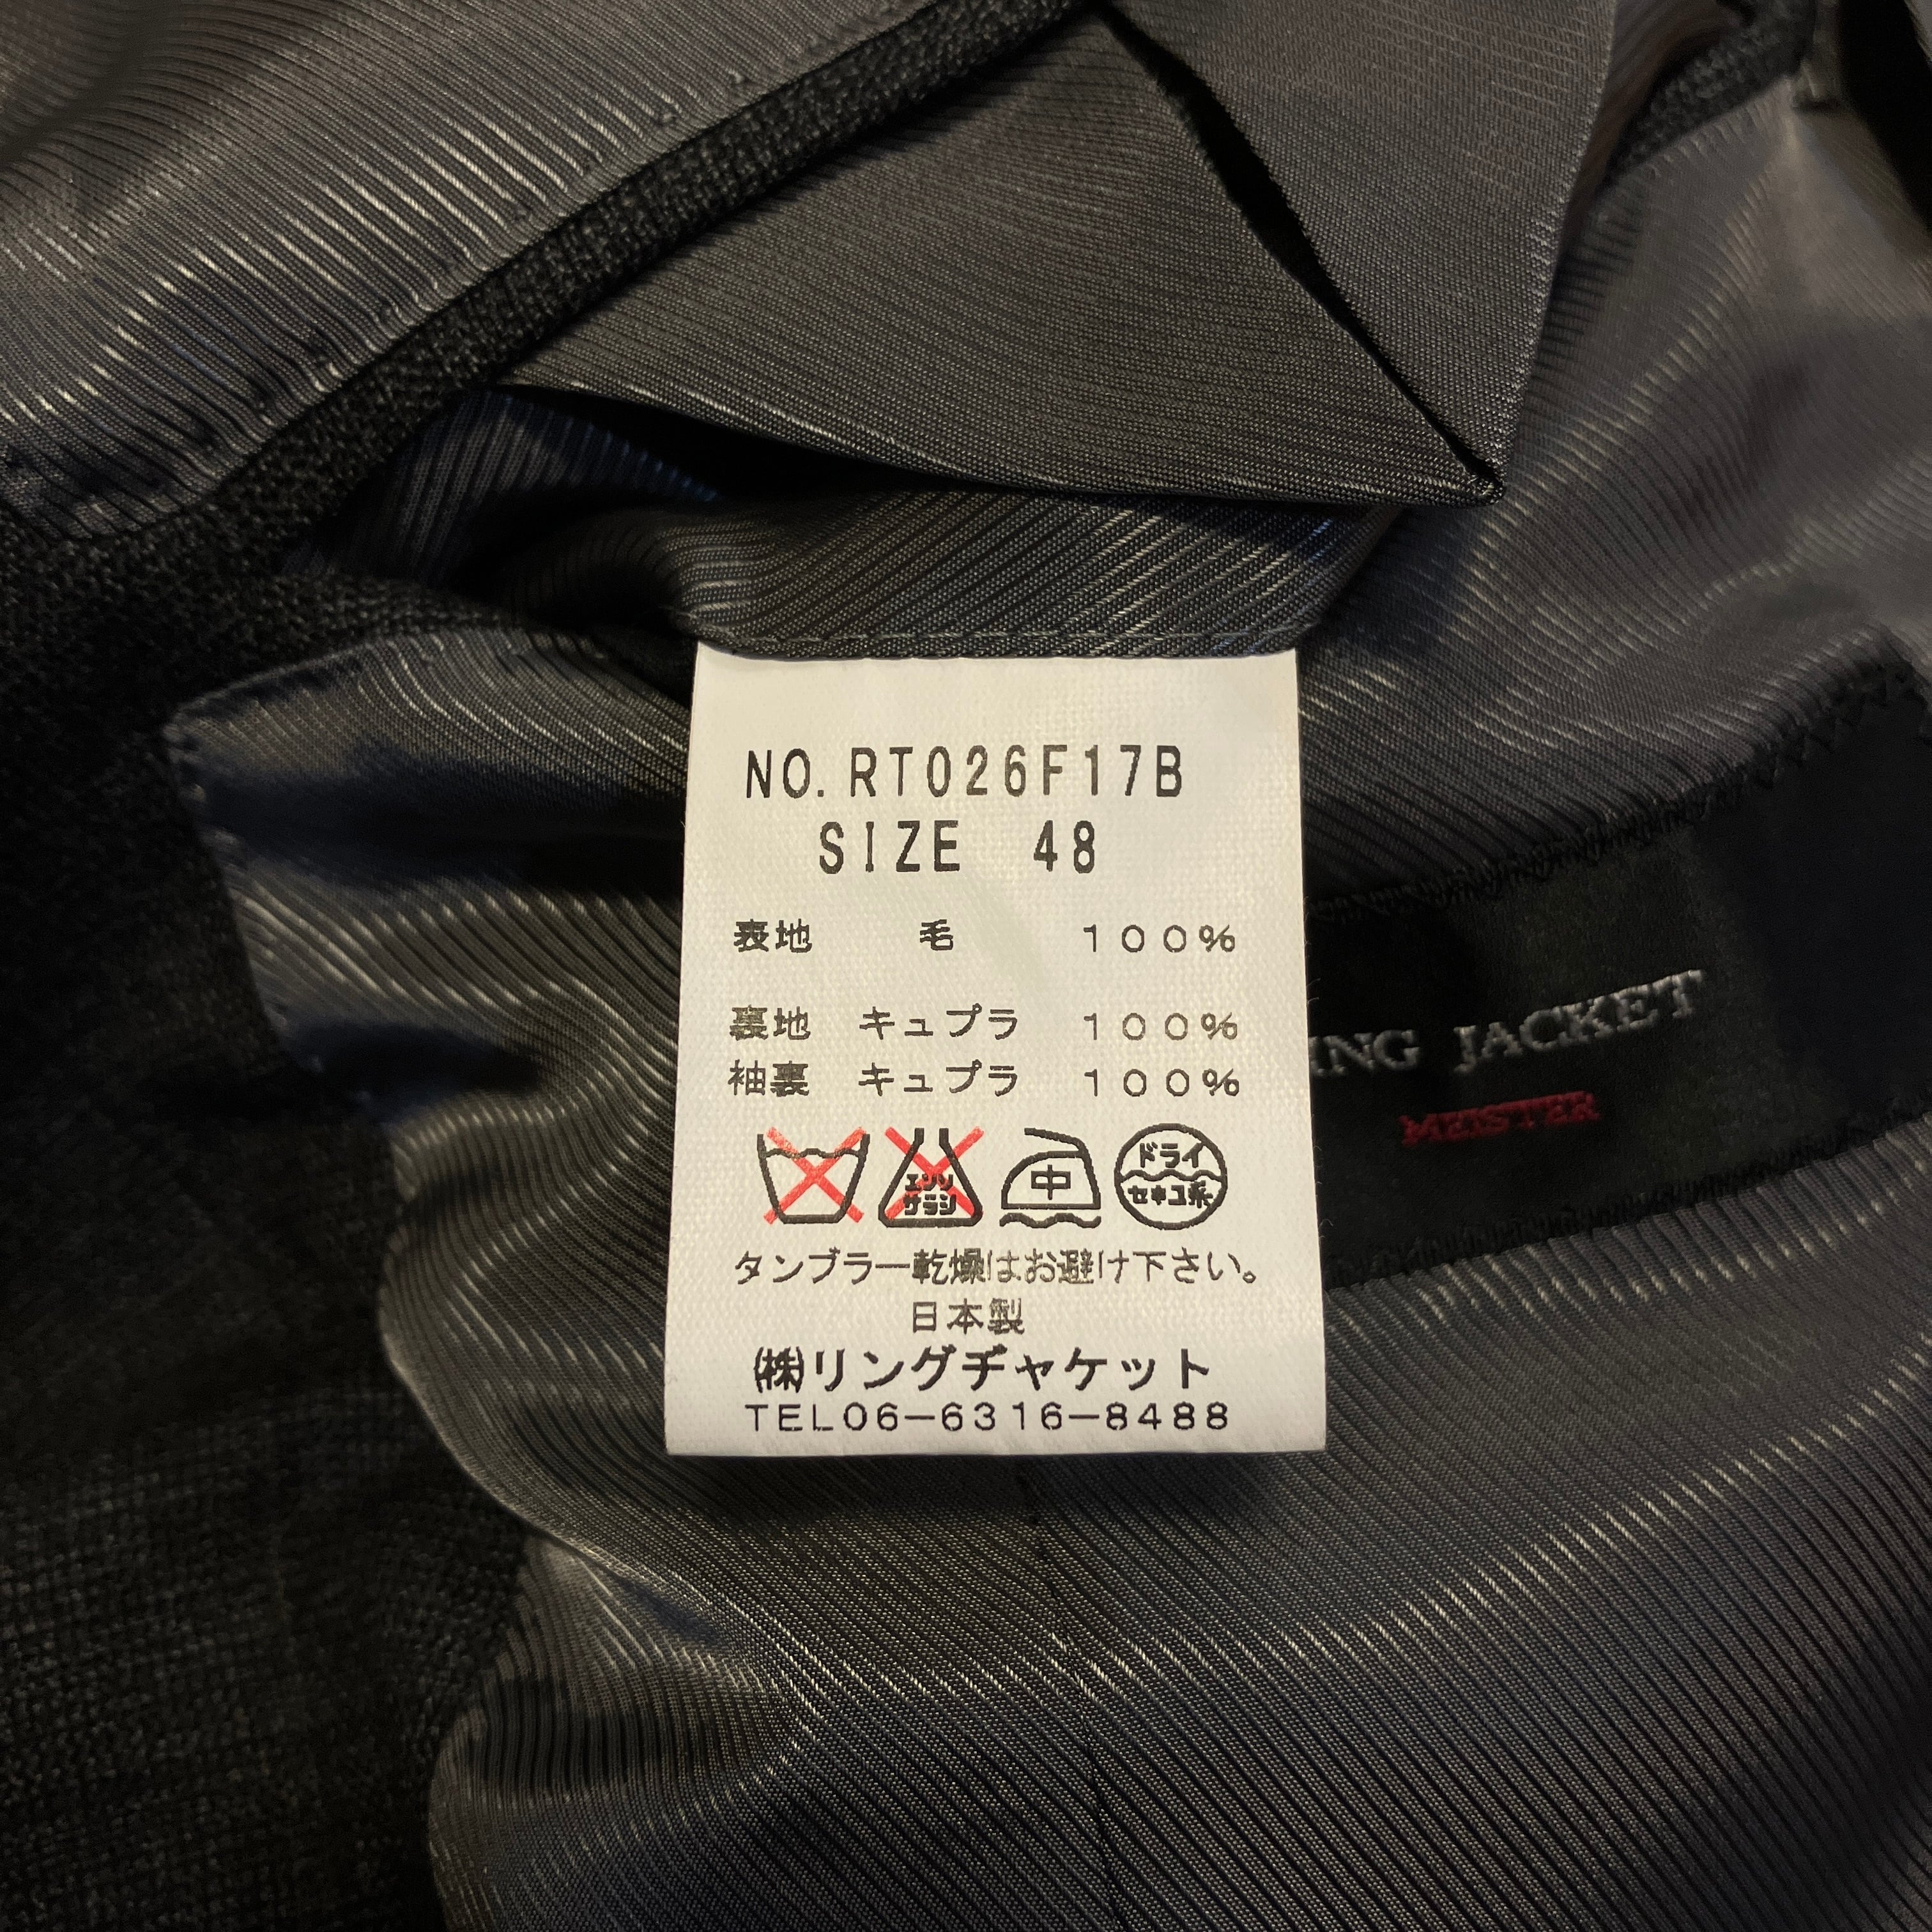 NO. RT026F17B
SIZE 48
表地 毛 100%
裏地 キュプラ 100%
袖裏 キュプラ 100%
エンソ
サラシ
中
ドライ
セキユ系
タンブラー乾燥はお避け下さい。
日本製
㈱リングヂャケット
TEL06-6316-8488
ING JACKET
MEISTER